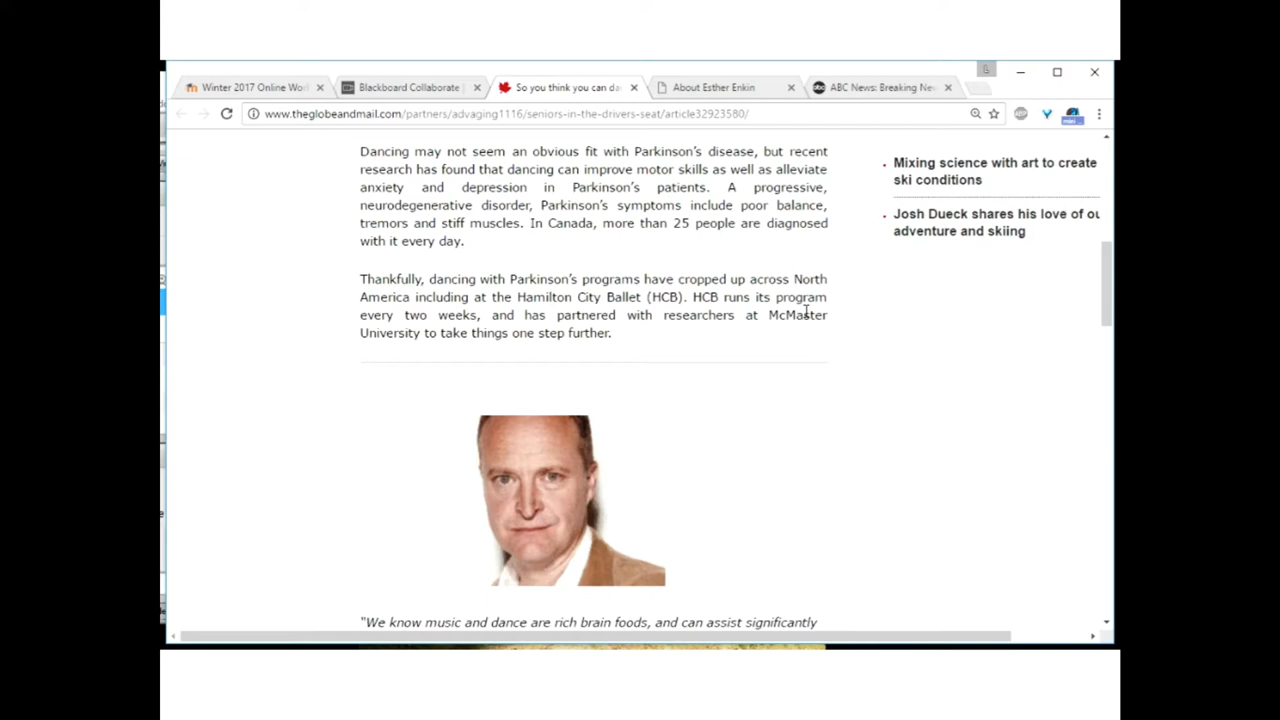 L
Winter 2017 Online Wor
Blackboard Collaborate
So you think you can da
About Esther Enkin
abc
ABC News: Breaking Nev
www.theglobeandmail.com/partners/advaging1116/seniors-in-the-drivers-seat/article32923580/
ABP
Dancing may not seem an obvious fit with Parkinson's disease, but recent
research has found that dancing can improve motor skills as well as alleviate
anxiety and depression in Parkinson's patients. A progressive,
neurodegenerative disorder, Parkinson's symptoms include poor balance,
tremors and stiff muscles. In Canada, more than 25 people are diagnosed
with it every day.
Thankfully, dancing with Parkinson's programs have cropped up across North
America including at the Hamilton City Ballet (HCB). HCB runs its program
every two weeks, and has partnered with researchers at McMaster
University to take things one step further.
"We know music and dance are rich brain foods, and can assist significantly
Mixing science with art to create
ski conditions
Josh Dueck shares his love of ou
adventure and skiing